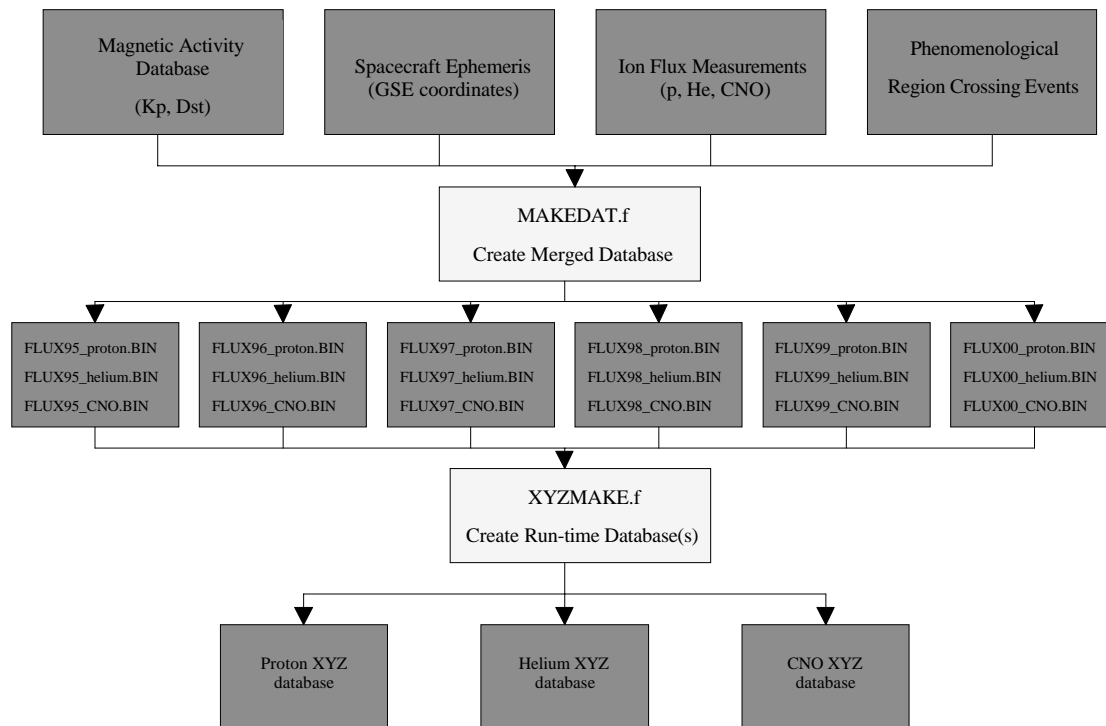 Magnetic Activity
Database
(Kp, Dst)
Spacecraft Ephemeris
(GSE coordinates)
Ion Flux Measurements
(p, He, CNO)
Phenomenological
Region Crossing Events
MAKEDAT.f
Create Merged Database
FLUX95_proton.BIN
FLUX95_helium.BIN
FLUX95_CNO.BIN
FLUX96_proton.BIN
FLUX96_helium.BIN
FLUX96_CNO.BIN
FLUX97_proton.BIN
FLUX97_helium.BIN
FLUX97_CNO.BIN
FLUX98_proton.BIN
FLUX98_helium.BIN
FLUX98_CNO.BIN
FLUX99_proton.BIN
FLUX99_helium.BIN
FLUX99_CNO.BIN
FLUX00_proton.BIN
FLUX00_helium.BIN
FLUX00_CNO.BIN
XYZMAKE.f
Create Run-time Database(s)
Proton XYZ
database
Helium XYZ
database
CNO XYZ
database